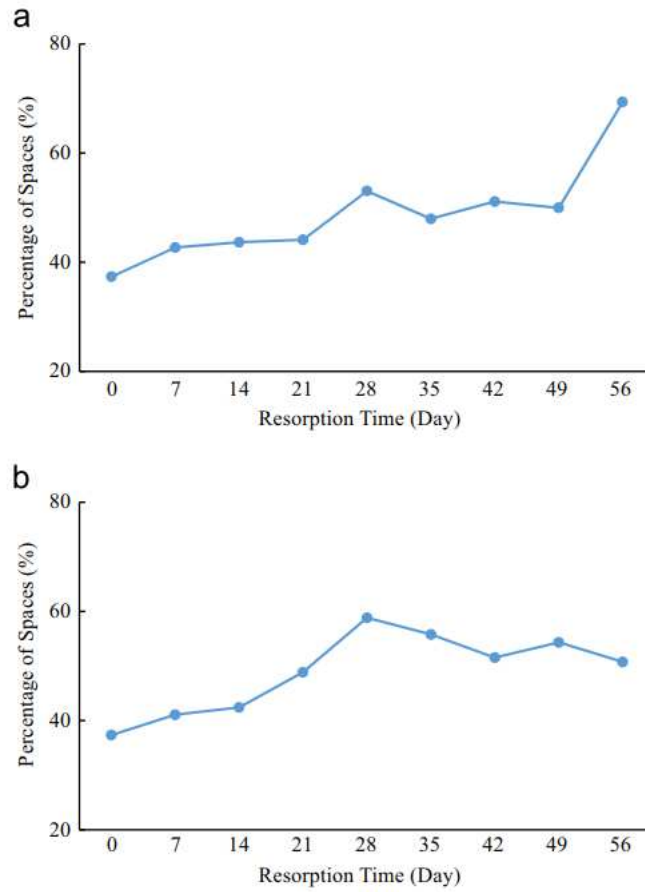 a
80
60
40
20
Percentage of Spaces (%)
0 7 14 21 28 35 42 49 56
Resorption Time (Day)
b
80
60
40
20
Percentage of Spaces (%)
0 7 14 21 28 35 42 49 56
Resorption Time (Day)